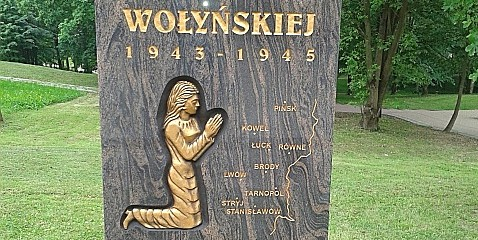 WOŁYŃSKIEJ
1943 - 1945
PIŃSK
KOWEL
ŁUCK RÓWNE
BRODY
LWÓW
TARNOPOL
STRYJ
STANISŁAWÓW